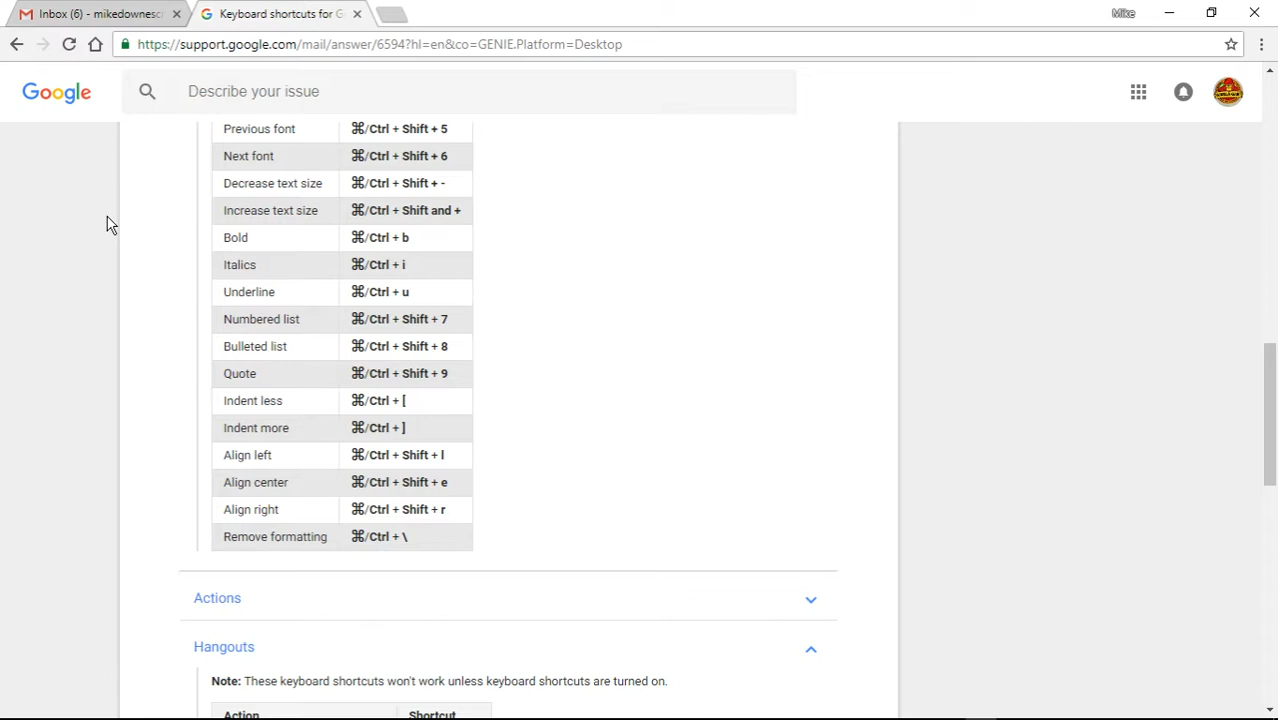 Inbox (6) - mikedownesc
Keyboard shortcuts for G
Mike
https://support.google.com/mail/answer/6594?hl=en&co=GENIE.Platform=Desktop
Google
Describe your issue
Previous font ⌘/Ctrl + Shift + 5
Next font ⌘/Ctrl + Shift + 6
Decrease text size ⌘/Ctrl + Shift + -
Increase text size ⌘/Ctrl + Shift and +
Bold ⌘/Ctrl + b
Italics ⌘/Ctrl + i
Underline ⌘/Ctrl + u
Numbered list ⌘/Ctrl + Shift + 7
Bulleted list ⌘/Ctrl + Shift + 8
Quote ⌘/Ctrl + Shift + 9
Indent less ⌘/Ctrl + [
Indent more ⌘/Ctrl + ]
Align left ⌘/Ctrl + Shift + l
Align center ⌘/Ctrl + Shift + e
Align right ⌘/Ctrl + Shift + r
Remove formatting ⌘/Ctrl + \
Actions
Hangouts
Note: These keyboard shortcuts won't work unless keyboard shortcuts are turned on.
Action Shortcut